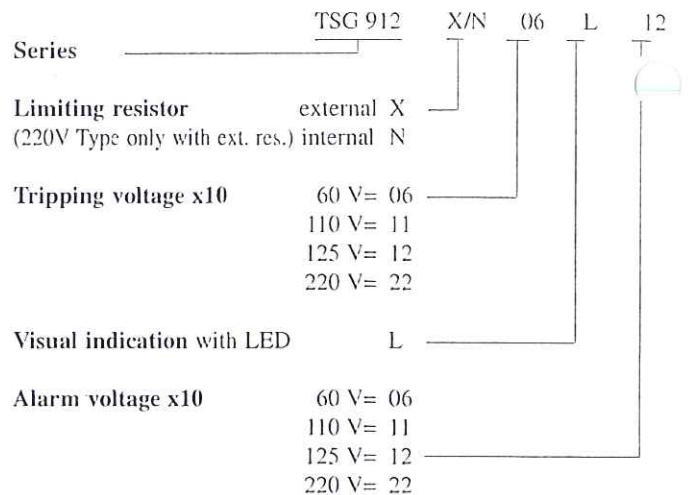 TSG 912 X/N 06 L 12
Series
Limiting resistor external X
(220V Type only with ext. res.) internal N
Tripping voltage x10 60 V= 06
110 V= 11
125 V= 12
220 V= 22
Visual indication with LED L
Alarm voltage x10 60 V= 06
110 V= 11
125 V= 12
220 V= 22